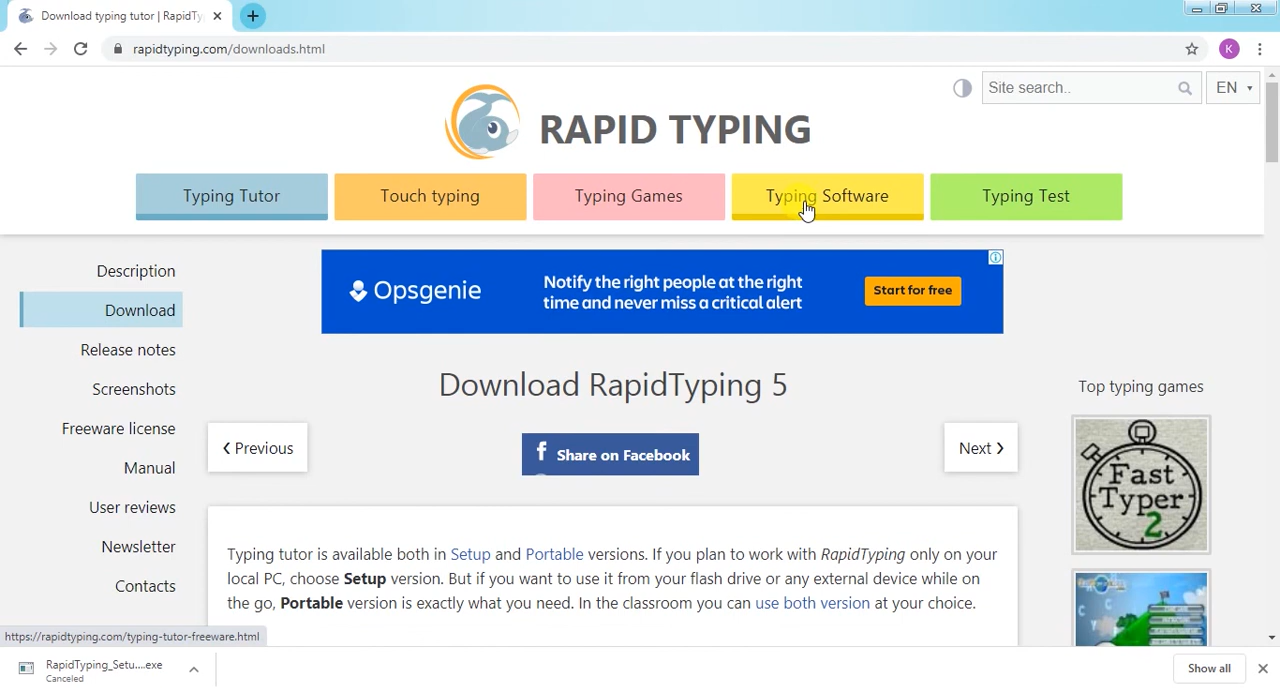 Download typing tutor | RapidTy
rapidtyping.com/downloads.html
K
Site search..
EN
RAPID TYPING
Typing Tutor
Touch typing
Typing Games
Typing Software
Typing Test
Description
Download
Release notes
Screenshots
Freeware license
Manual
User reviews
Newsletter
Contacts
Opsgenie
Notify the right people at the right
time and never miss a critical alert
Start for free
Download RapidTyping 5
Previous
Share on Facebook
Next
Typing tutor is available both in Setup and Portable versions. If you plan to work with RapidTyping only on your
local PC, choose Setup version. But if you want to use it from your flash drive or any external device while on
the go, Portable version is exactly what you need. In the classroom you can use both version at your choice.
Top typing games
Fast
Typer
2
https://rapidtyping.com/typing-tutor-freeware.html
RapidTyping_Setu....exe
Canceled
Show all